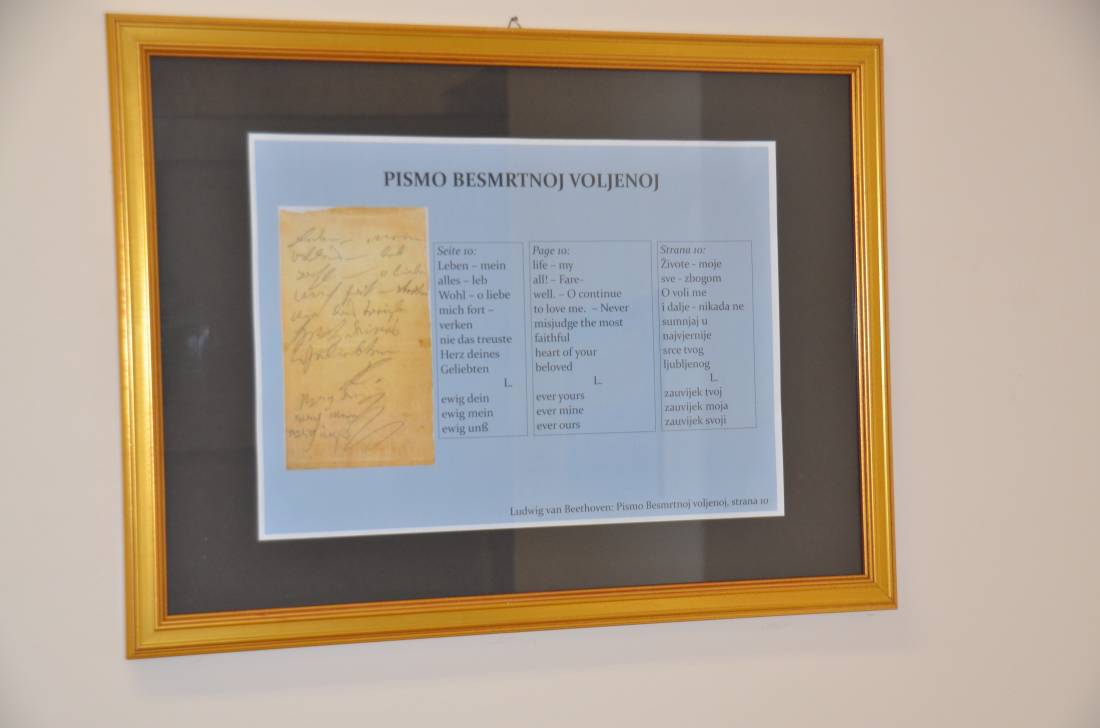 PISMO BESMRTNOJ VOLJENOJ
Seite 10:
Leben – mein
alles – leb
Wohl – o liebe
mich fort –
verken
nie das treuste
Herz deines
Geliebten
L.
ewig dein
ewig mein
ewig unß
Page 10:
life – my
all! – Fare-
well. – O continue
to love me. – Never
misjudge the most
faithful
heart of your
beloved
L.
ever yours
ever mine
ever ours
Strana 10:
Živote - moje
sve - zbogom
O voli me
i dalje - nikada ne
sumnjaj u
najvjernije
srce tvog
ljubljenog
L.
zauvijek tvoj
zauvijek moja
zauvijek svoji
Ludwig van Beethoven: Pismo Besmrtnoj voljenoj, strana 10